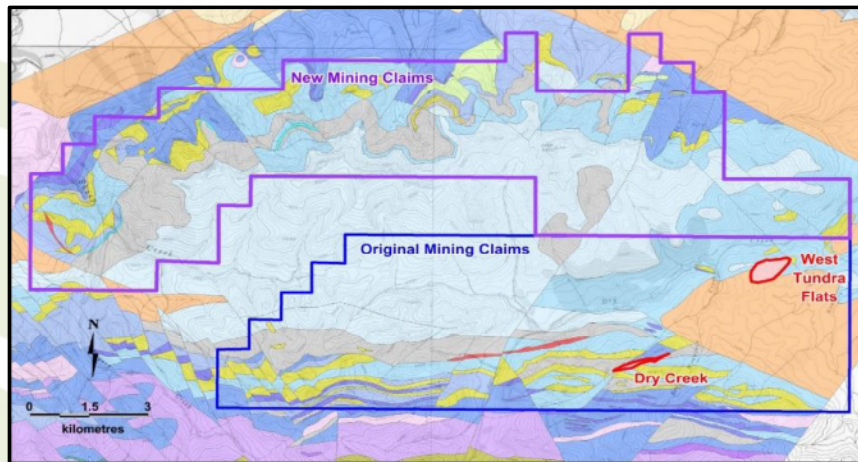 New Mining Claims
Original Mining Claims
West
Tundra
Flats
Dry Creek
N
0 1.5 3
kilometres